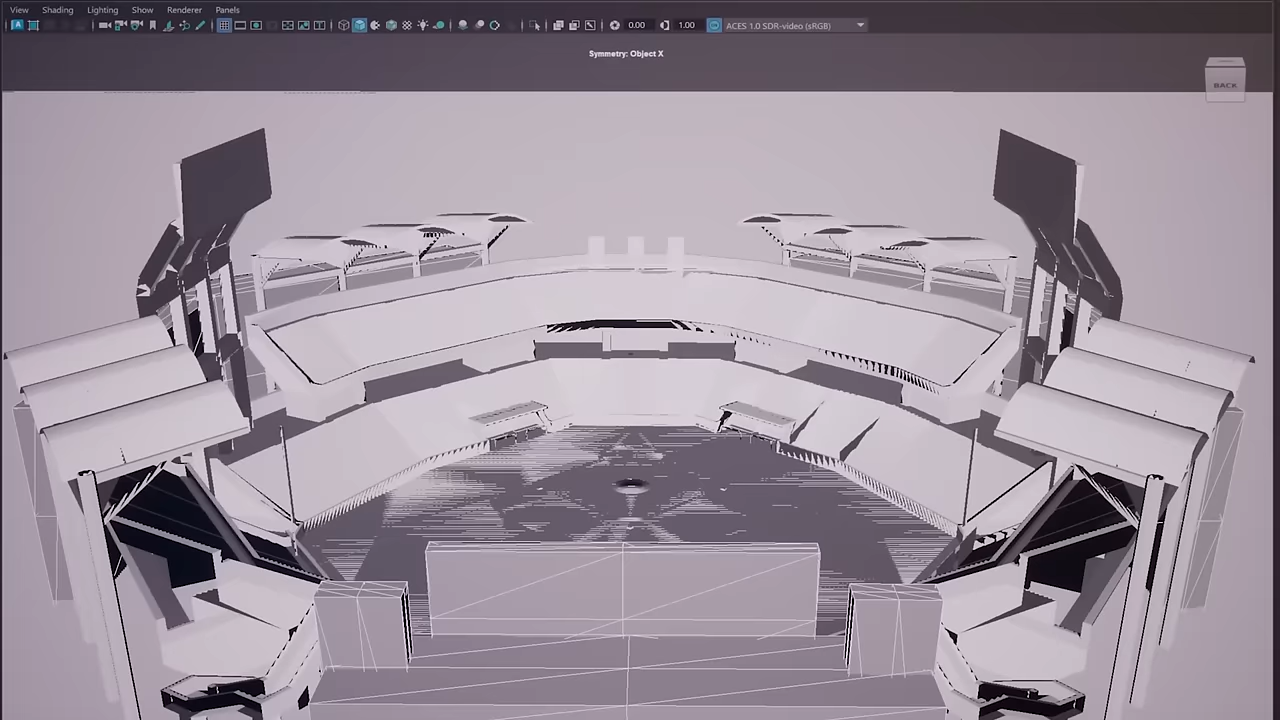 View Shading Lighting Show Renderer Panels
0.00 1.00 ACES 1.0 SDR-video (sRGB)
Symmetry: Object X
BACK